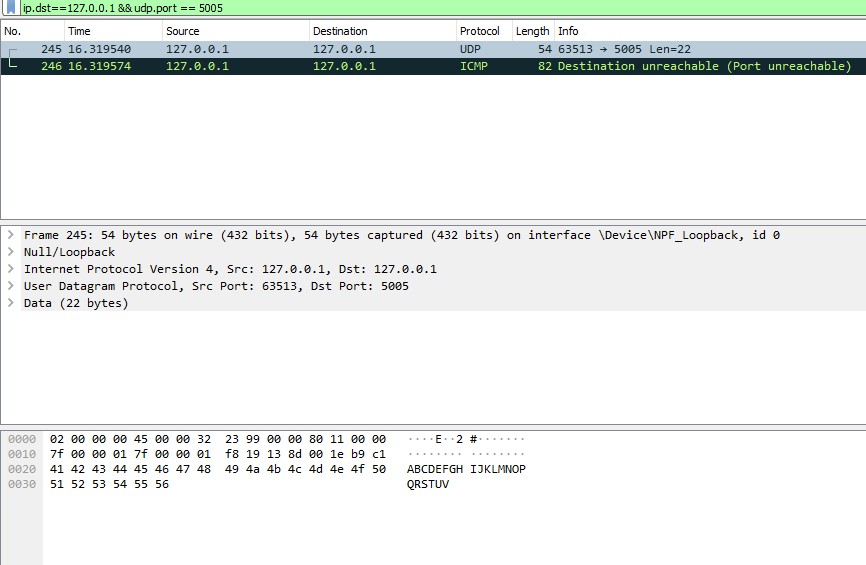 ip.dst==127.0.0.1 && udp.port == 5005
No. Time Source Destination Protocol Length Info
245 16.319540 127.0.0.1 127.0.0.1 UDP 54 63513 → 5005 Len=22
246 16.319574 127.0.0.1 127.0.0.1 ICMP 82 Destination unreachable (Port unreachable)
Frame 245: 54 bytes on wire (432 bits), 54 bytes captured (432 bits) on interface \Device\NPF_Loopback, id 0
Null/Loopback
Internet Protocol Version 4, Src: 127.0.0.1, Dst: 127.0.0.1
User Datagram Protocol, Src Port: 63513, Dst Port: 5005
Data (22 bytes)
0000 02 00 00 00 45 00 00 32 23 99 00 00 80 11 00 00 ····E··2 #·······
0010 7f 00 00 01 7f 00 00 01 f8 19 13 8d 00 1e b9 c1 ········ ········
0020 41 42 43 44 45 46 47 48 49 4a 4b 4c 4d 4e 4f 50 ABCDEFGH IJKLMNOP
0030 51 52 53 54 55 56 QRSTUV